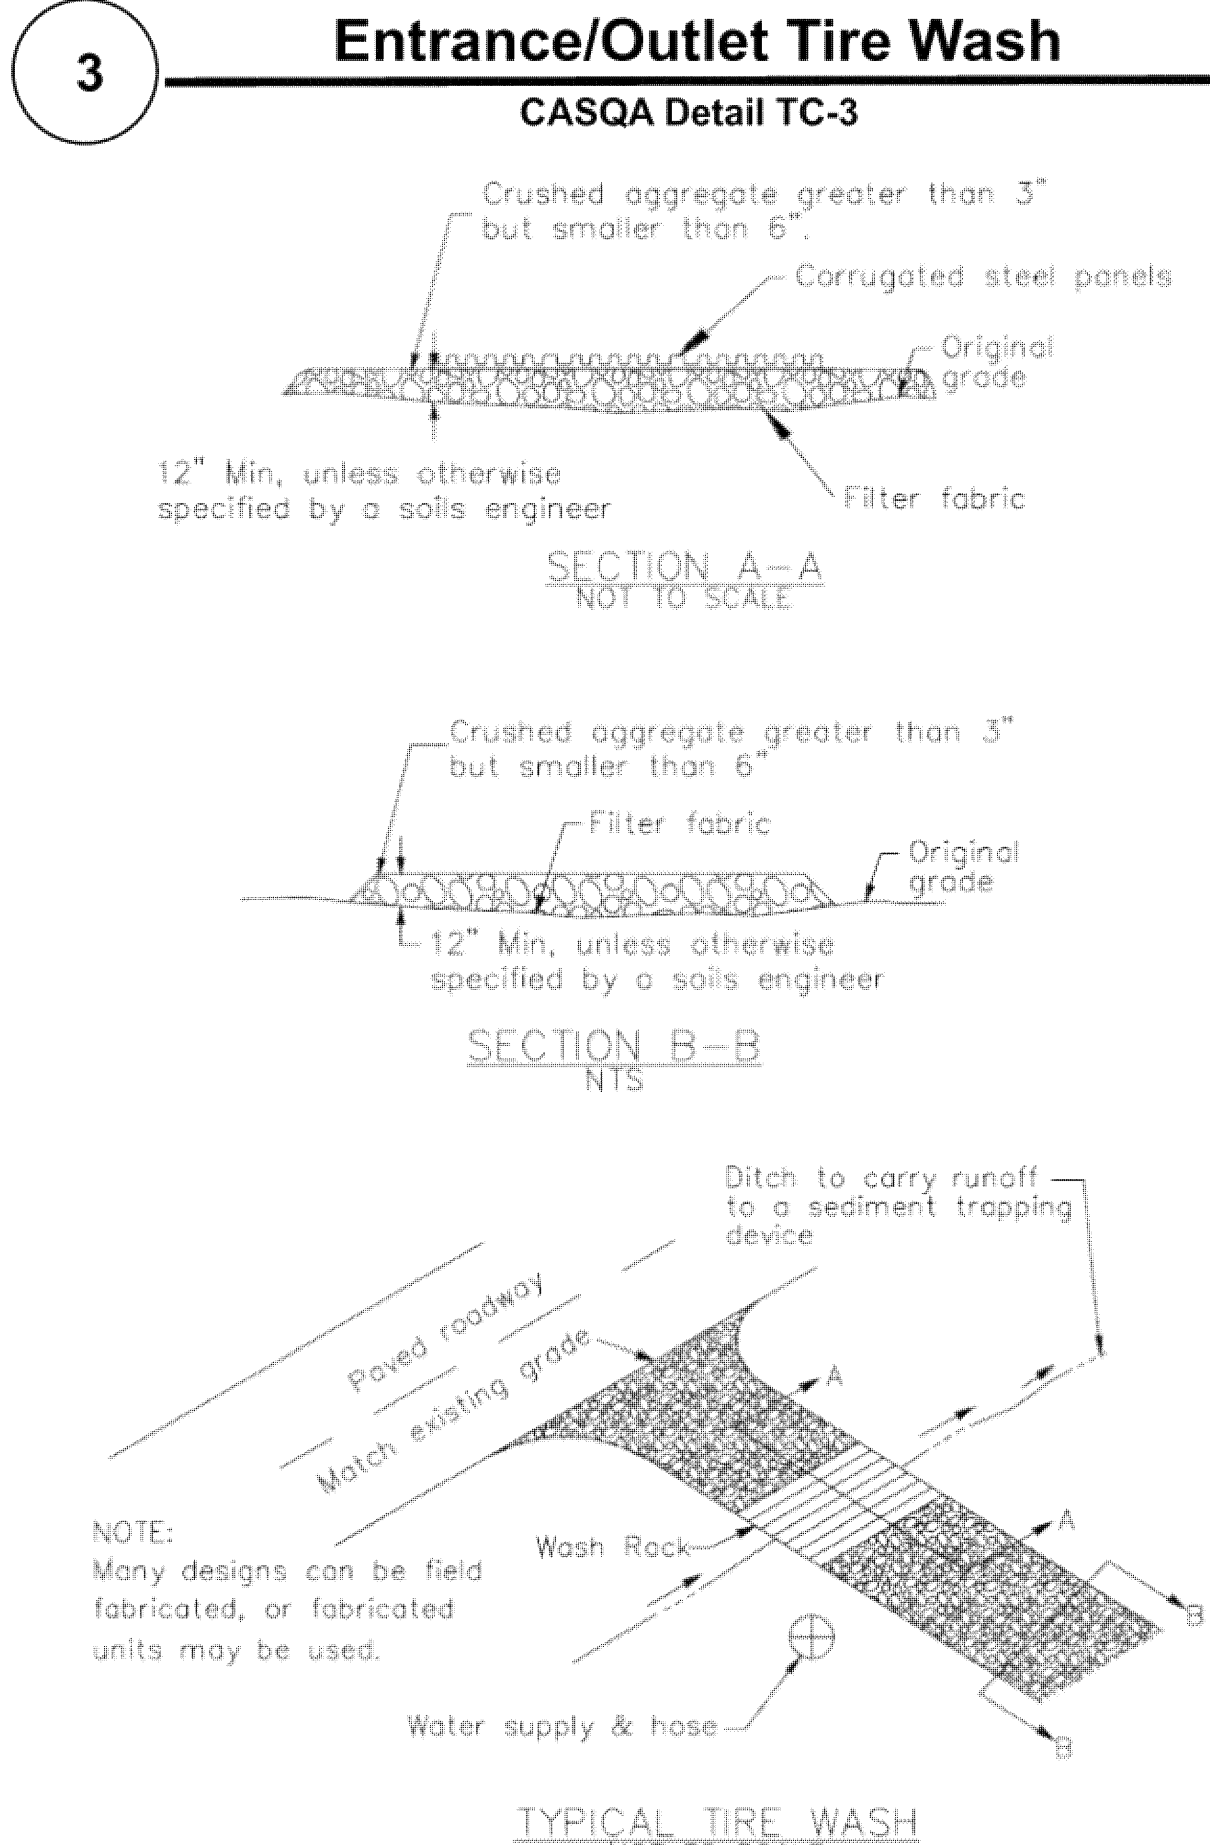 3
Entrance/Outlet Tire Wash
CASQA Detail TC-3
Crushed aggregate greater than 3"
but smaller than 6".
Corrugated steel panels
Original
grade
12" Min, unless otherwise
specified by a soils engineer
Filter fabric
SECTION A-A
NOT TO SCALE
Crushed aggregate greater than 3"
but smaller than 6"
Filter fabric
Original
grade
12" Min, unless otherwise
specified by a soils engineer
SECTION B-B
NTS
Ditch to carry runoff
to a sediment trapping
device
Paved roadway
Match existing grade
A
A
NOTE:
Many designs can be field
fabricated, or fabricated
units may be used.
Wash Rack
B
Water supply & hose
B
TYPICAL TIRE WASH